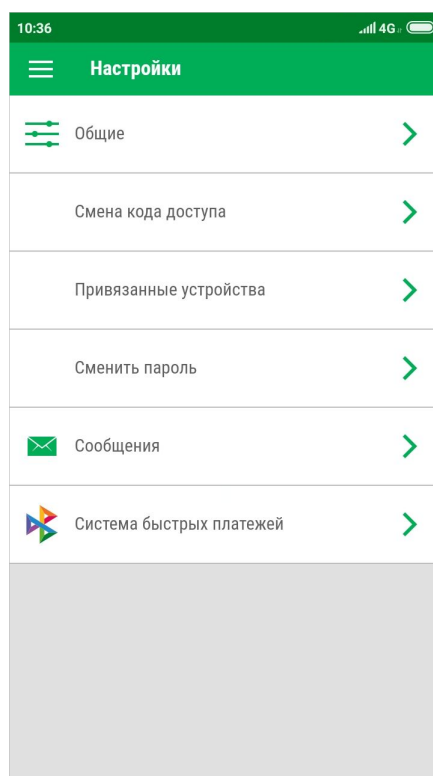 10:36 4G
Настройки
Общие
Смена кода доступа
Привязанные устройства
Сменить пароль
Сообщения
Система быстрых платежей